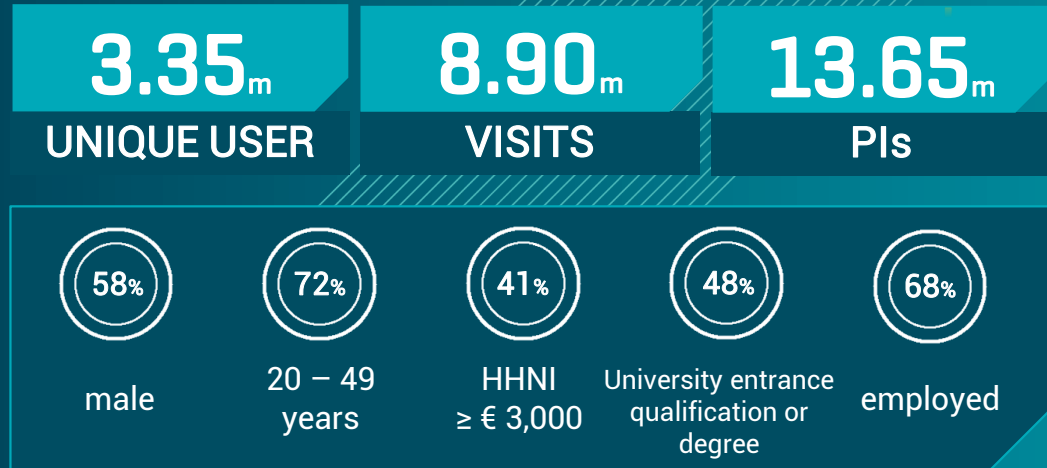 3.35m
UNIQUE USER
8.90m
VISITS
13.65m
PIs
58%
male
72%
20 – 49
years
41%
HHNI
≥ € 3,000
48%
University entrance
qualification or
degree
68%
employed